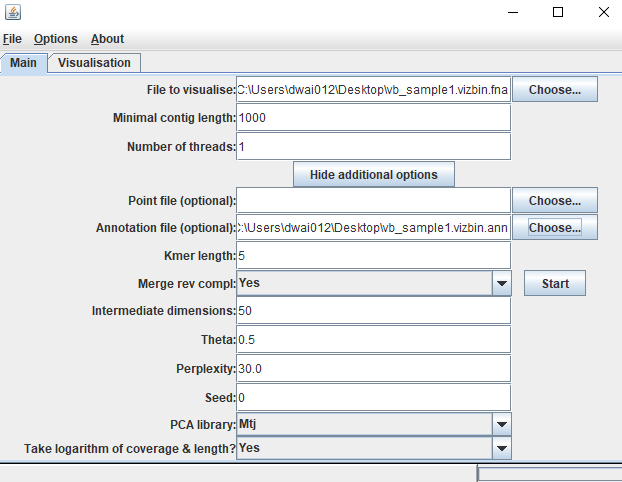 File Options About
Main Visualisation
File to visualise: C:\Users\dwai012\Desktop\vb_sample1.vizbin.fna Choose...
Minimal contig length: 1000
Number of threads: 1
Hide additional options
Point file (optional): Choose...
Annotation file (optional): C:\Users\dwai012\Desktop\vb_sample1.vizbin.ann Choose...
Kmer length: 5
Merge rev compl: Yes Start
Intermediate dimensions: 50
Theta: 0.5
Perplexity: 30.0
Seed: 0
PCA library: Mtj
Take logarithm of coverage & length? Yes